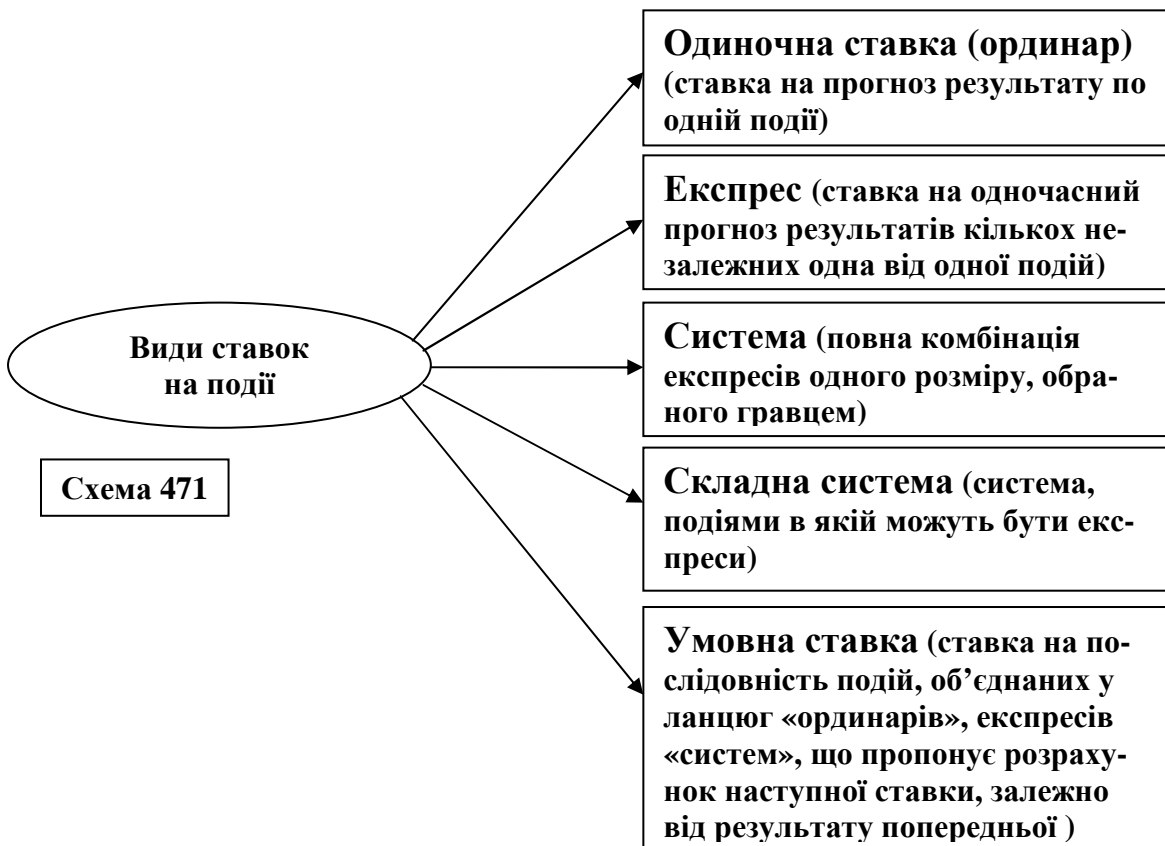 Одиночна ставка (ординар)
(ставка на прогноз результату по
одній події)
Експрес (ставка на одночасний
прогноз результатів кількох не-
залежних одна від одної подій)
Види ставок
на події
Система (повна комбінація
експресів одного розміру, обра-
ного гравцем)
Схема 471
Складна система (система,
подіями в якій можуть бути екс-
преси)
Умовна ставка (ставка на по-
слідовність подій, об’єднаних у
ланцюг «ординарів», експресів
«систем», що пропонує розраху-
нок наступної ставки, залежно
від результату попередньої )